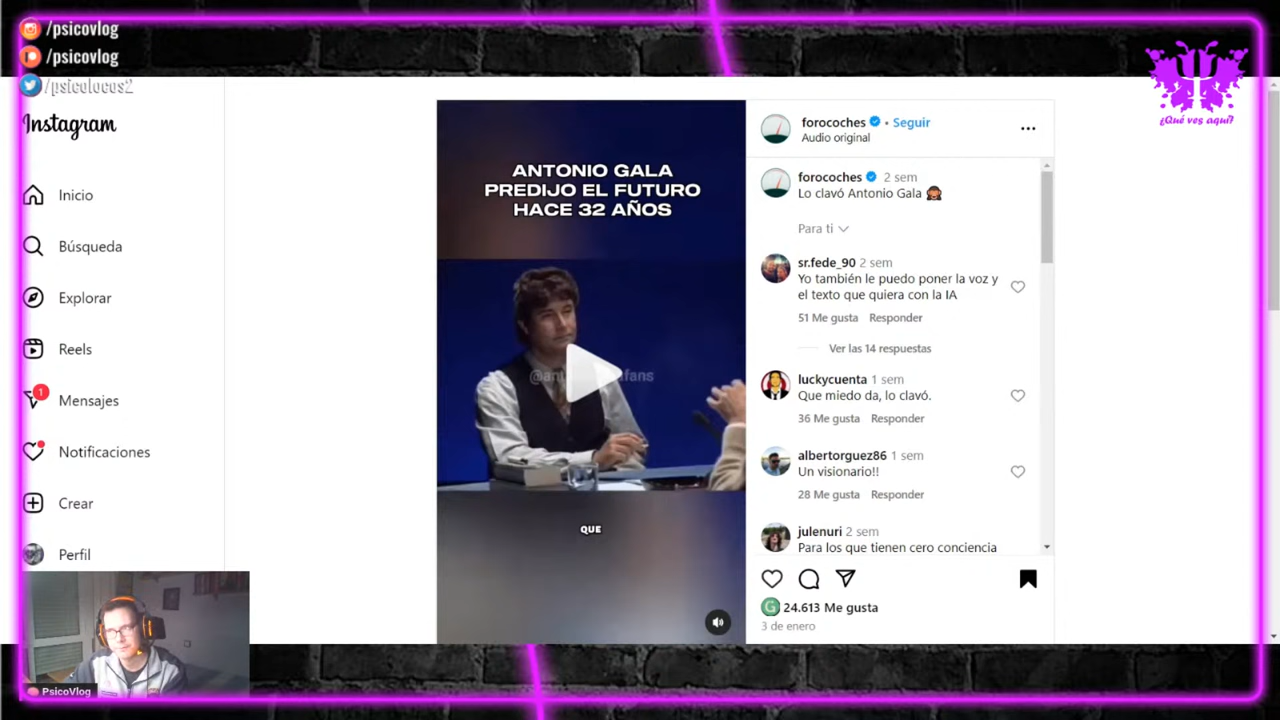 /psicovlog
/psicovlog
/psicolocos2
¿Qué ves aquí?
Instagram
Inicio
Búsqueda
Explorar
Reels
1
Mensajes
Notificaciones
Crear
Perfil
PsicoVlog
ANTONIO GALA
PREDIJO EL FUTURO
HACE 32 AÑOS
QUE
forocoches • Seguir
Audio original
forocoches 2 sem
Lo clavó Antonio Gala
Para ti
sr.fede_90 2 sem
Yo también le puedo poner la voz y
el texto que quiera con la IA
51 Me gusta Responder
Ver las 14 respuestas
luckycuenta 1 sem
Que miedo da, lo clavó.
36 Me gusta Responder
albertorguez86 1 sem
Un visionario!!
28 Me gusta Responder
julenuri 2 sem
Para los que tienen cero conciencia
24.613 Me gusta
3 de enero